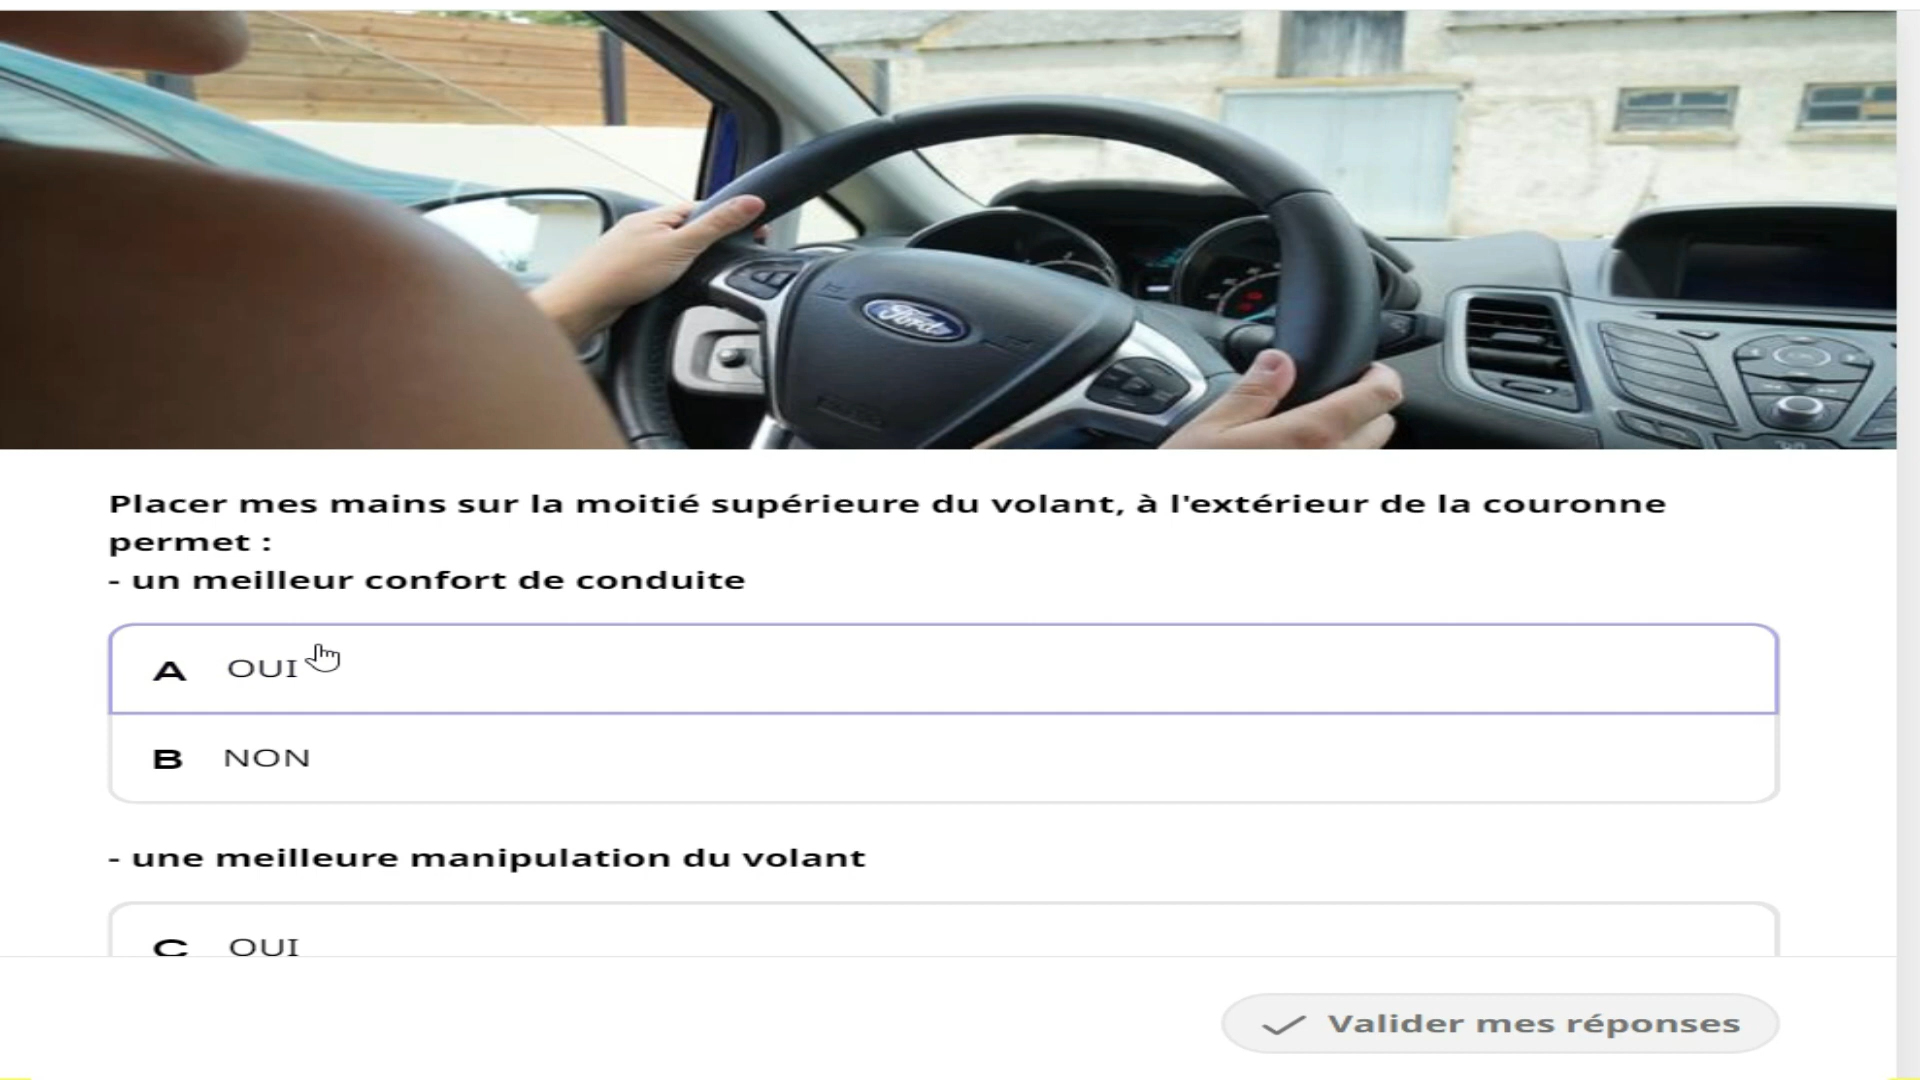 Ford
Placer mes mains sur la moitié supérieure du volant, à l'extérieur de la couronne
permet :
- un meilleur confort de conduite
A OUI
B NON
- une meilleure manipulation du volant
C OUI
Valider mes réponses